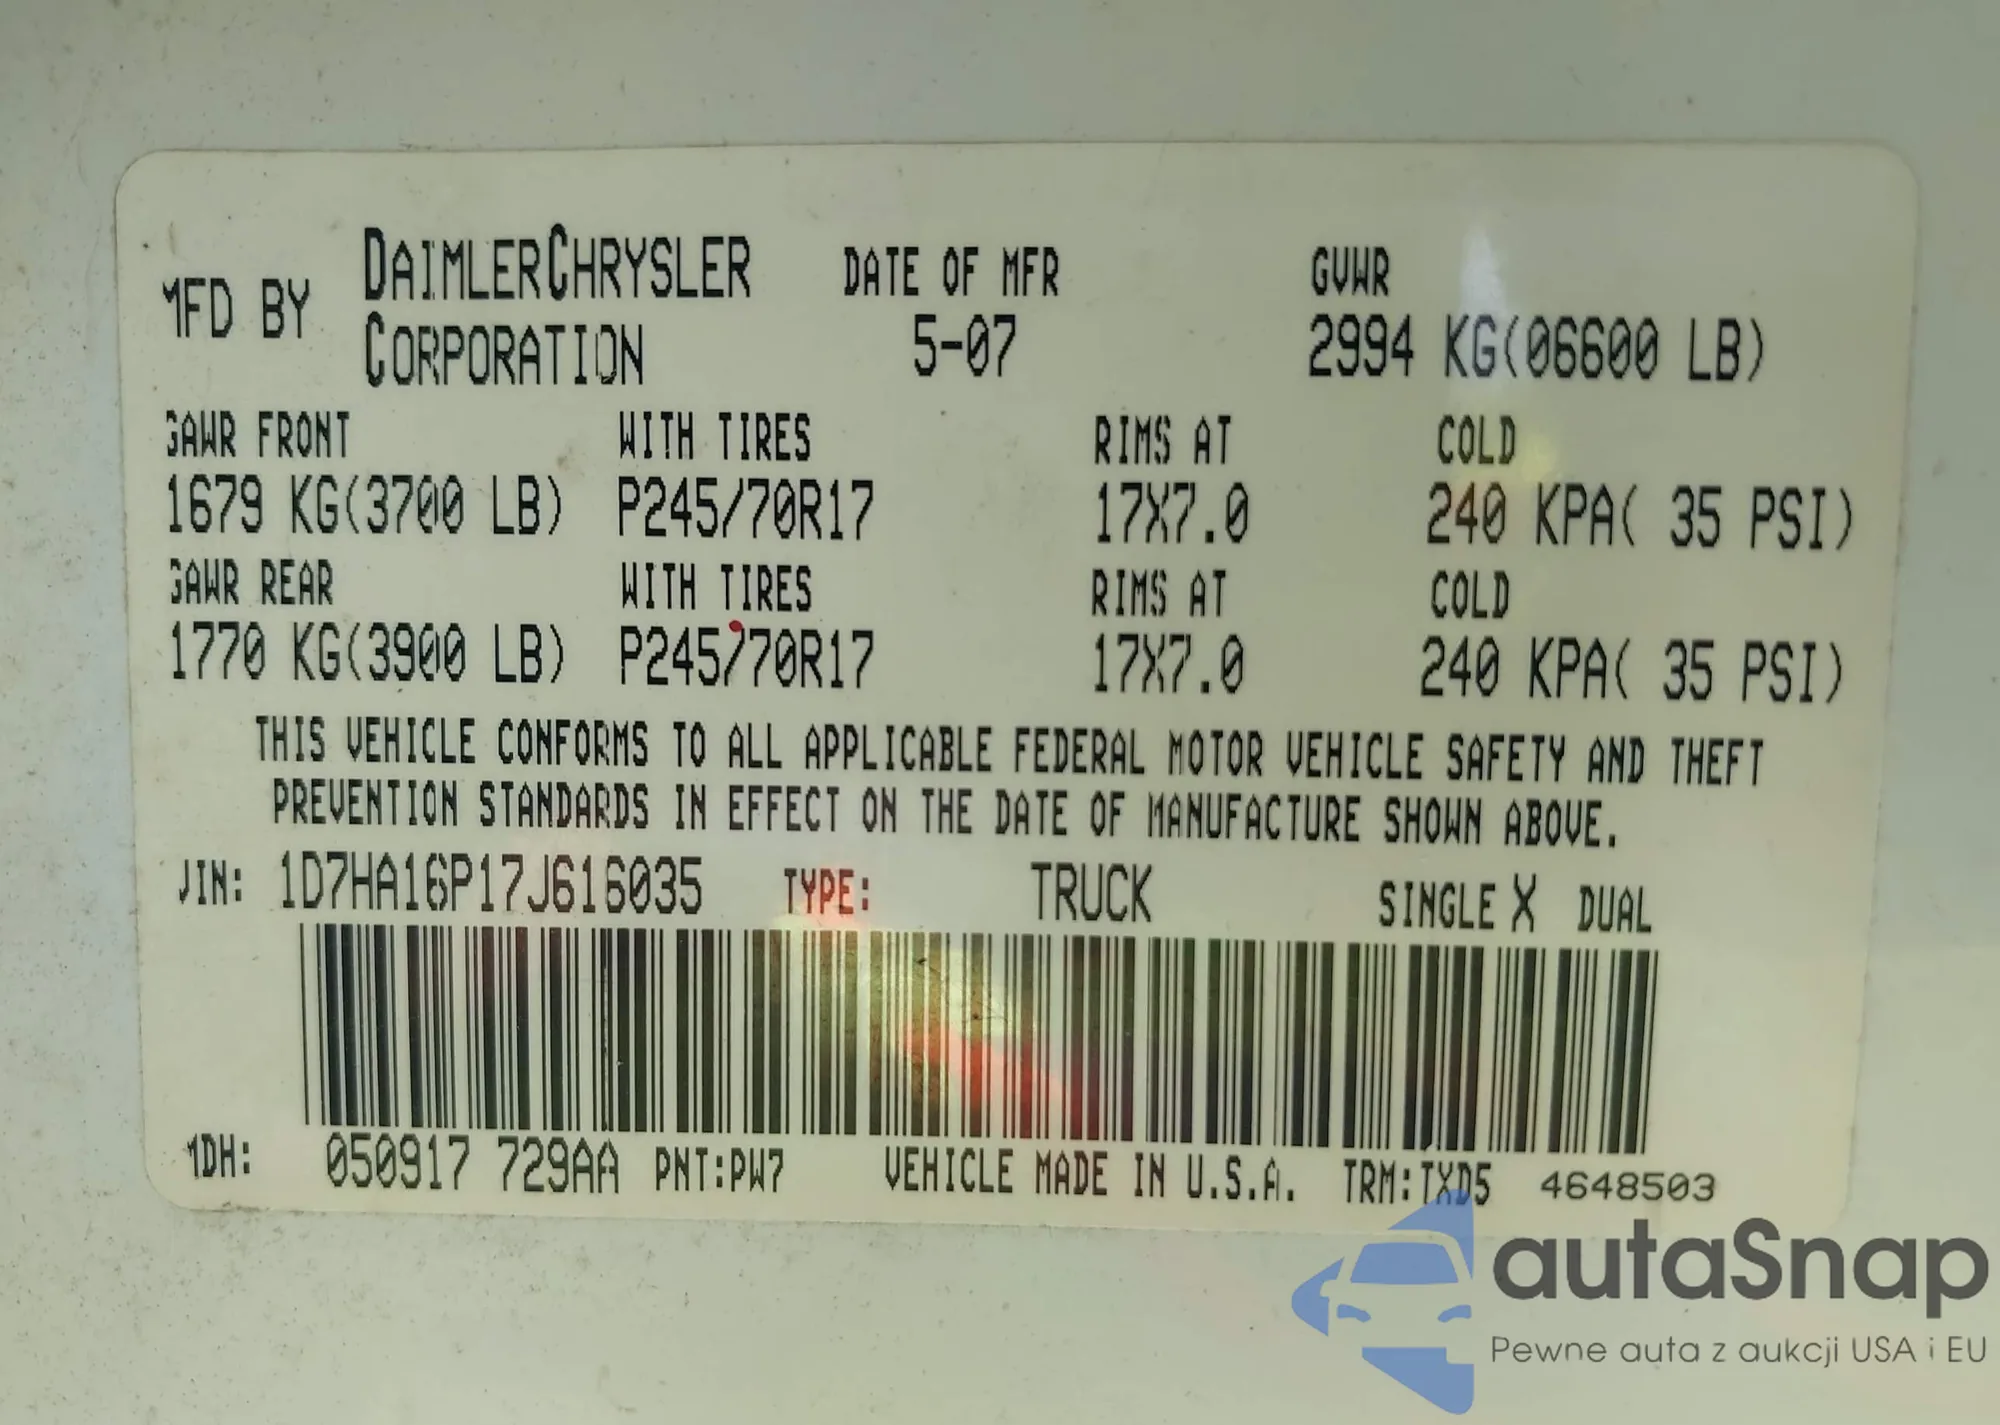 MFD BY DAIMLERCHRYSLER CORPORATION DATE OF MFR 5-07 GVWR 2994 KG(06600 LB)
GAWR FRONT WITH TIRES RIMS AT COLD
1679 KG(3700 LB) P245/70R17 17X7.0 240 KPA( 35 PSI)
GAWR REAR WITH TIRES RIMS AT COLD
1770 KG(3900 LB) P245/70R17 17X7.0 240 KPA( 35 PSI)
THIS VEHICLE CONFORMS TO ALL APPLICABLE FEDERAL MOTOR VEHICLE SAFETY AND THEFT
PREVENTION STANDARDS IN EFFECT ON THE DATE OF MANUFACTURE SHOWN ABOVE.
VIN: 1D7HA16P17J616035 TYPE: TRUCK SINGLE X DUAL
MDH: 050917 729AA PNT:PW7 VEHICLE MADE IN U.S.A. TRM:TXD5 4648503
autaSnap
Pewne auta z aukcji USA i EU